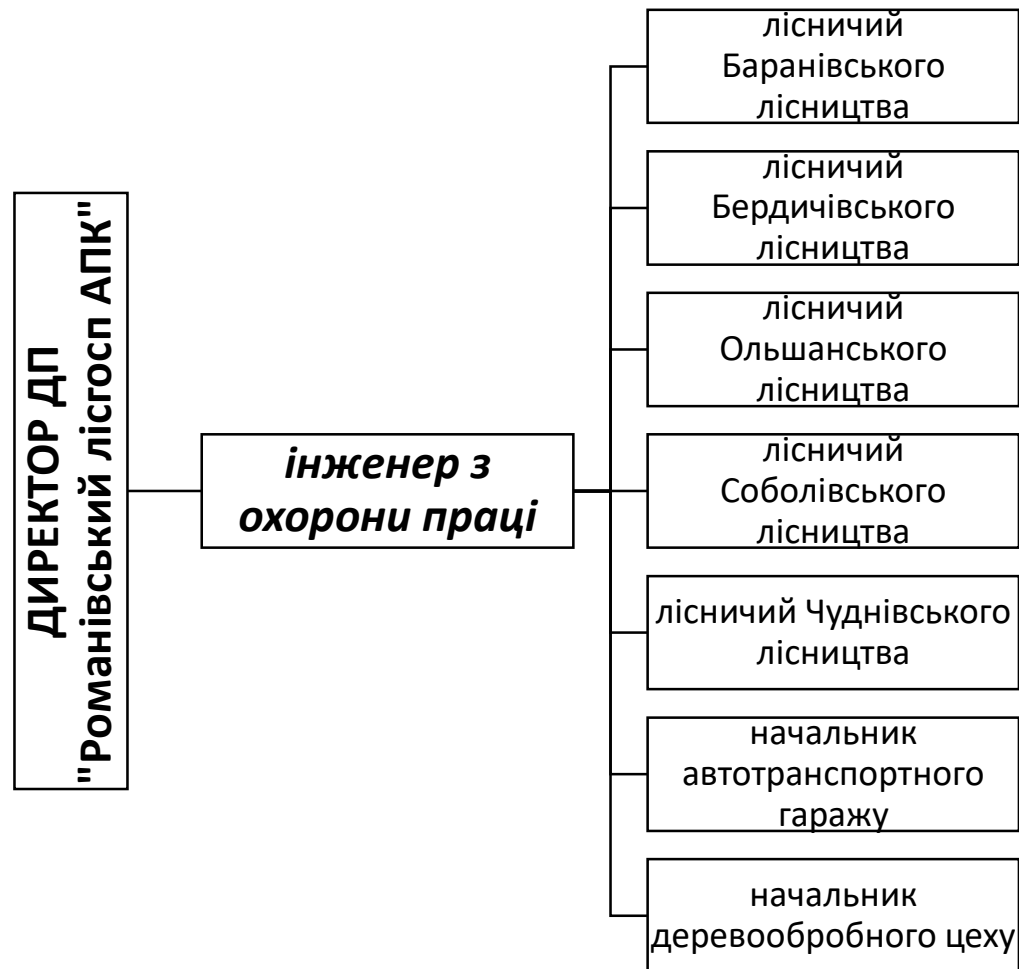 ДИРЕКТОР ДП
"Романівський лісгосп АПК"
інженер з
охорони праці
лісничий
Баранівського
лісництва
лісничий
Бердичівського
лісництва
лісничий
Ольшанського
лісництва
лісничий
Соболівського
лісництва
лісничий Чуднівського
лісництва
начальник
автотранспортного
гаражу
начальник
деревообробного цеху